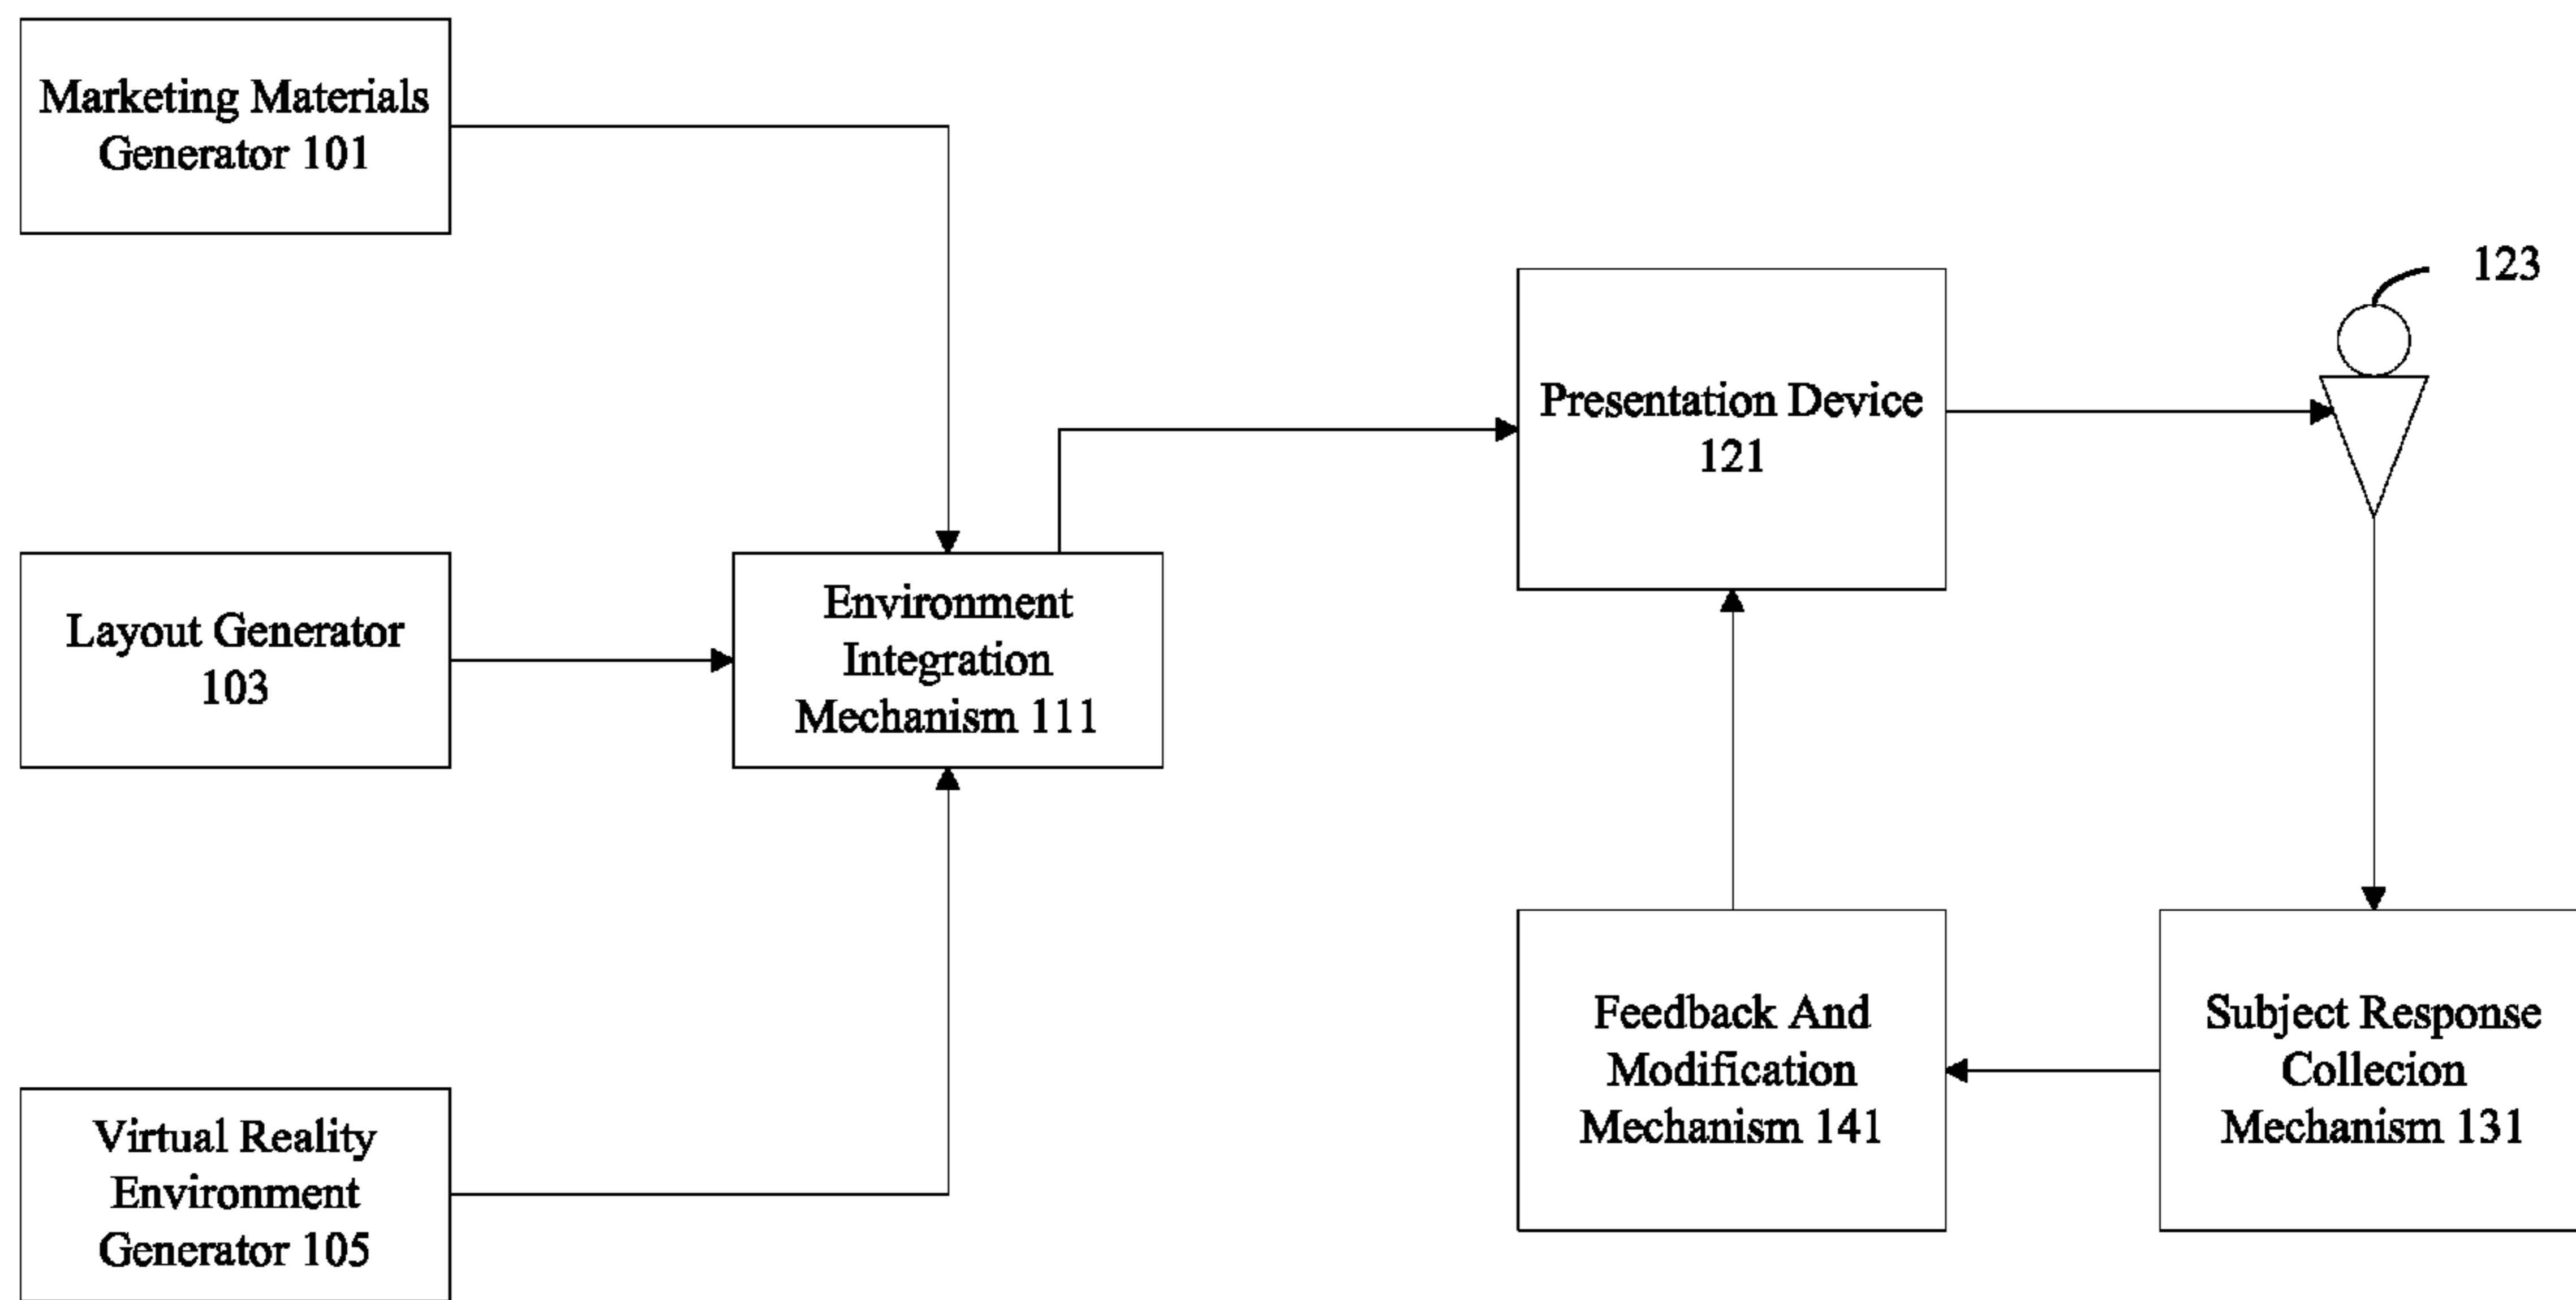 Marketing Materials
Generator 101
123
Presentation Device
121
Layout Generator
103
Environment
Integration
Mechanism 111
Feedback And
Modification
Mechanism 141
Subject Response
Collecion
Mechanism 131
Virtual Reality
Environment
Generator 105